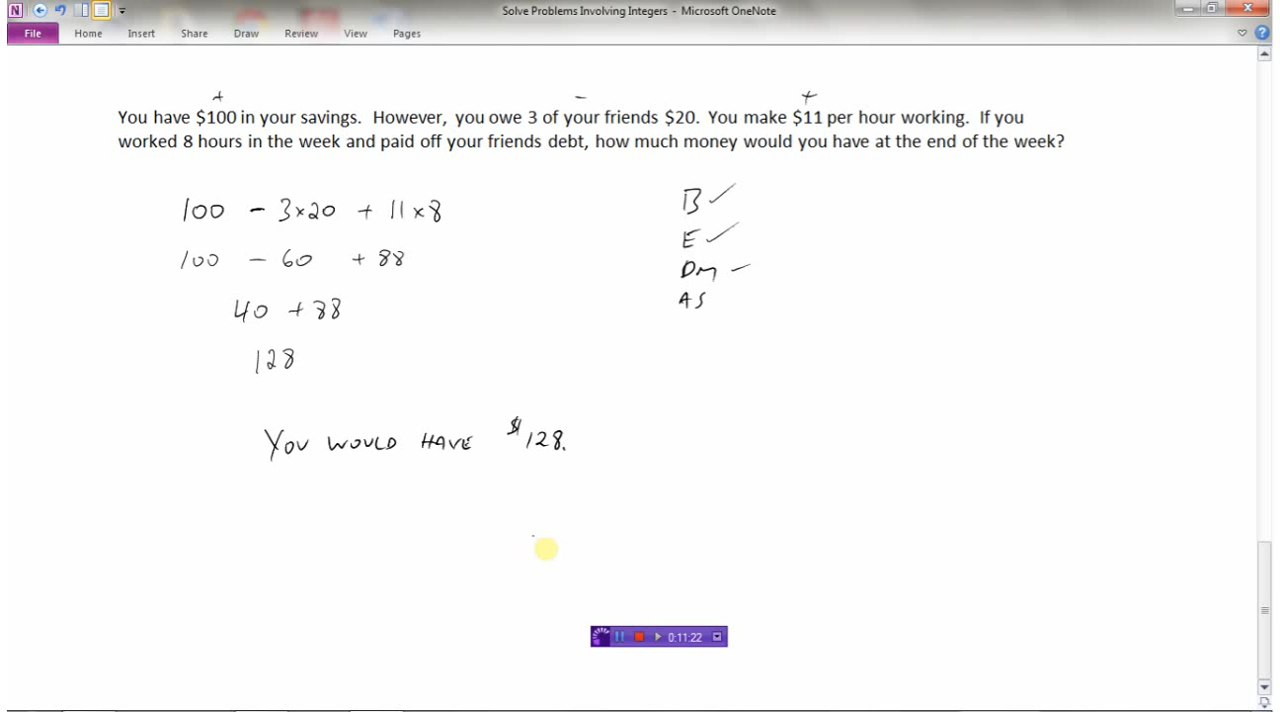 Solve Problems Involving Integers - Microsoft OneNote
File Home Insert Share Draw Review View Pages
+ - +
You have $100 in your savings. However, you owe 3 of your friends $20. You make $11 per hour working. If you
worked 8 hours in the week and paid off your friends debt, how much money would you have at the end of the week?
100 - 3×20 + 11×8
100 - 60 + 88
40 + 88
128
B ✓
E ✓
DM –
AS
YOU WOULD HAVE $128.
0:11:22